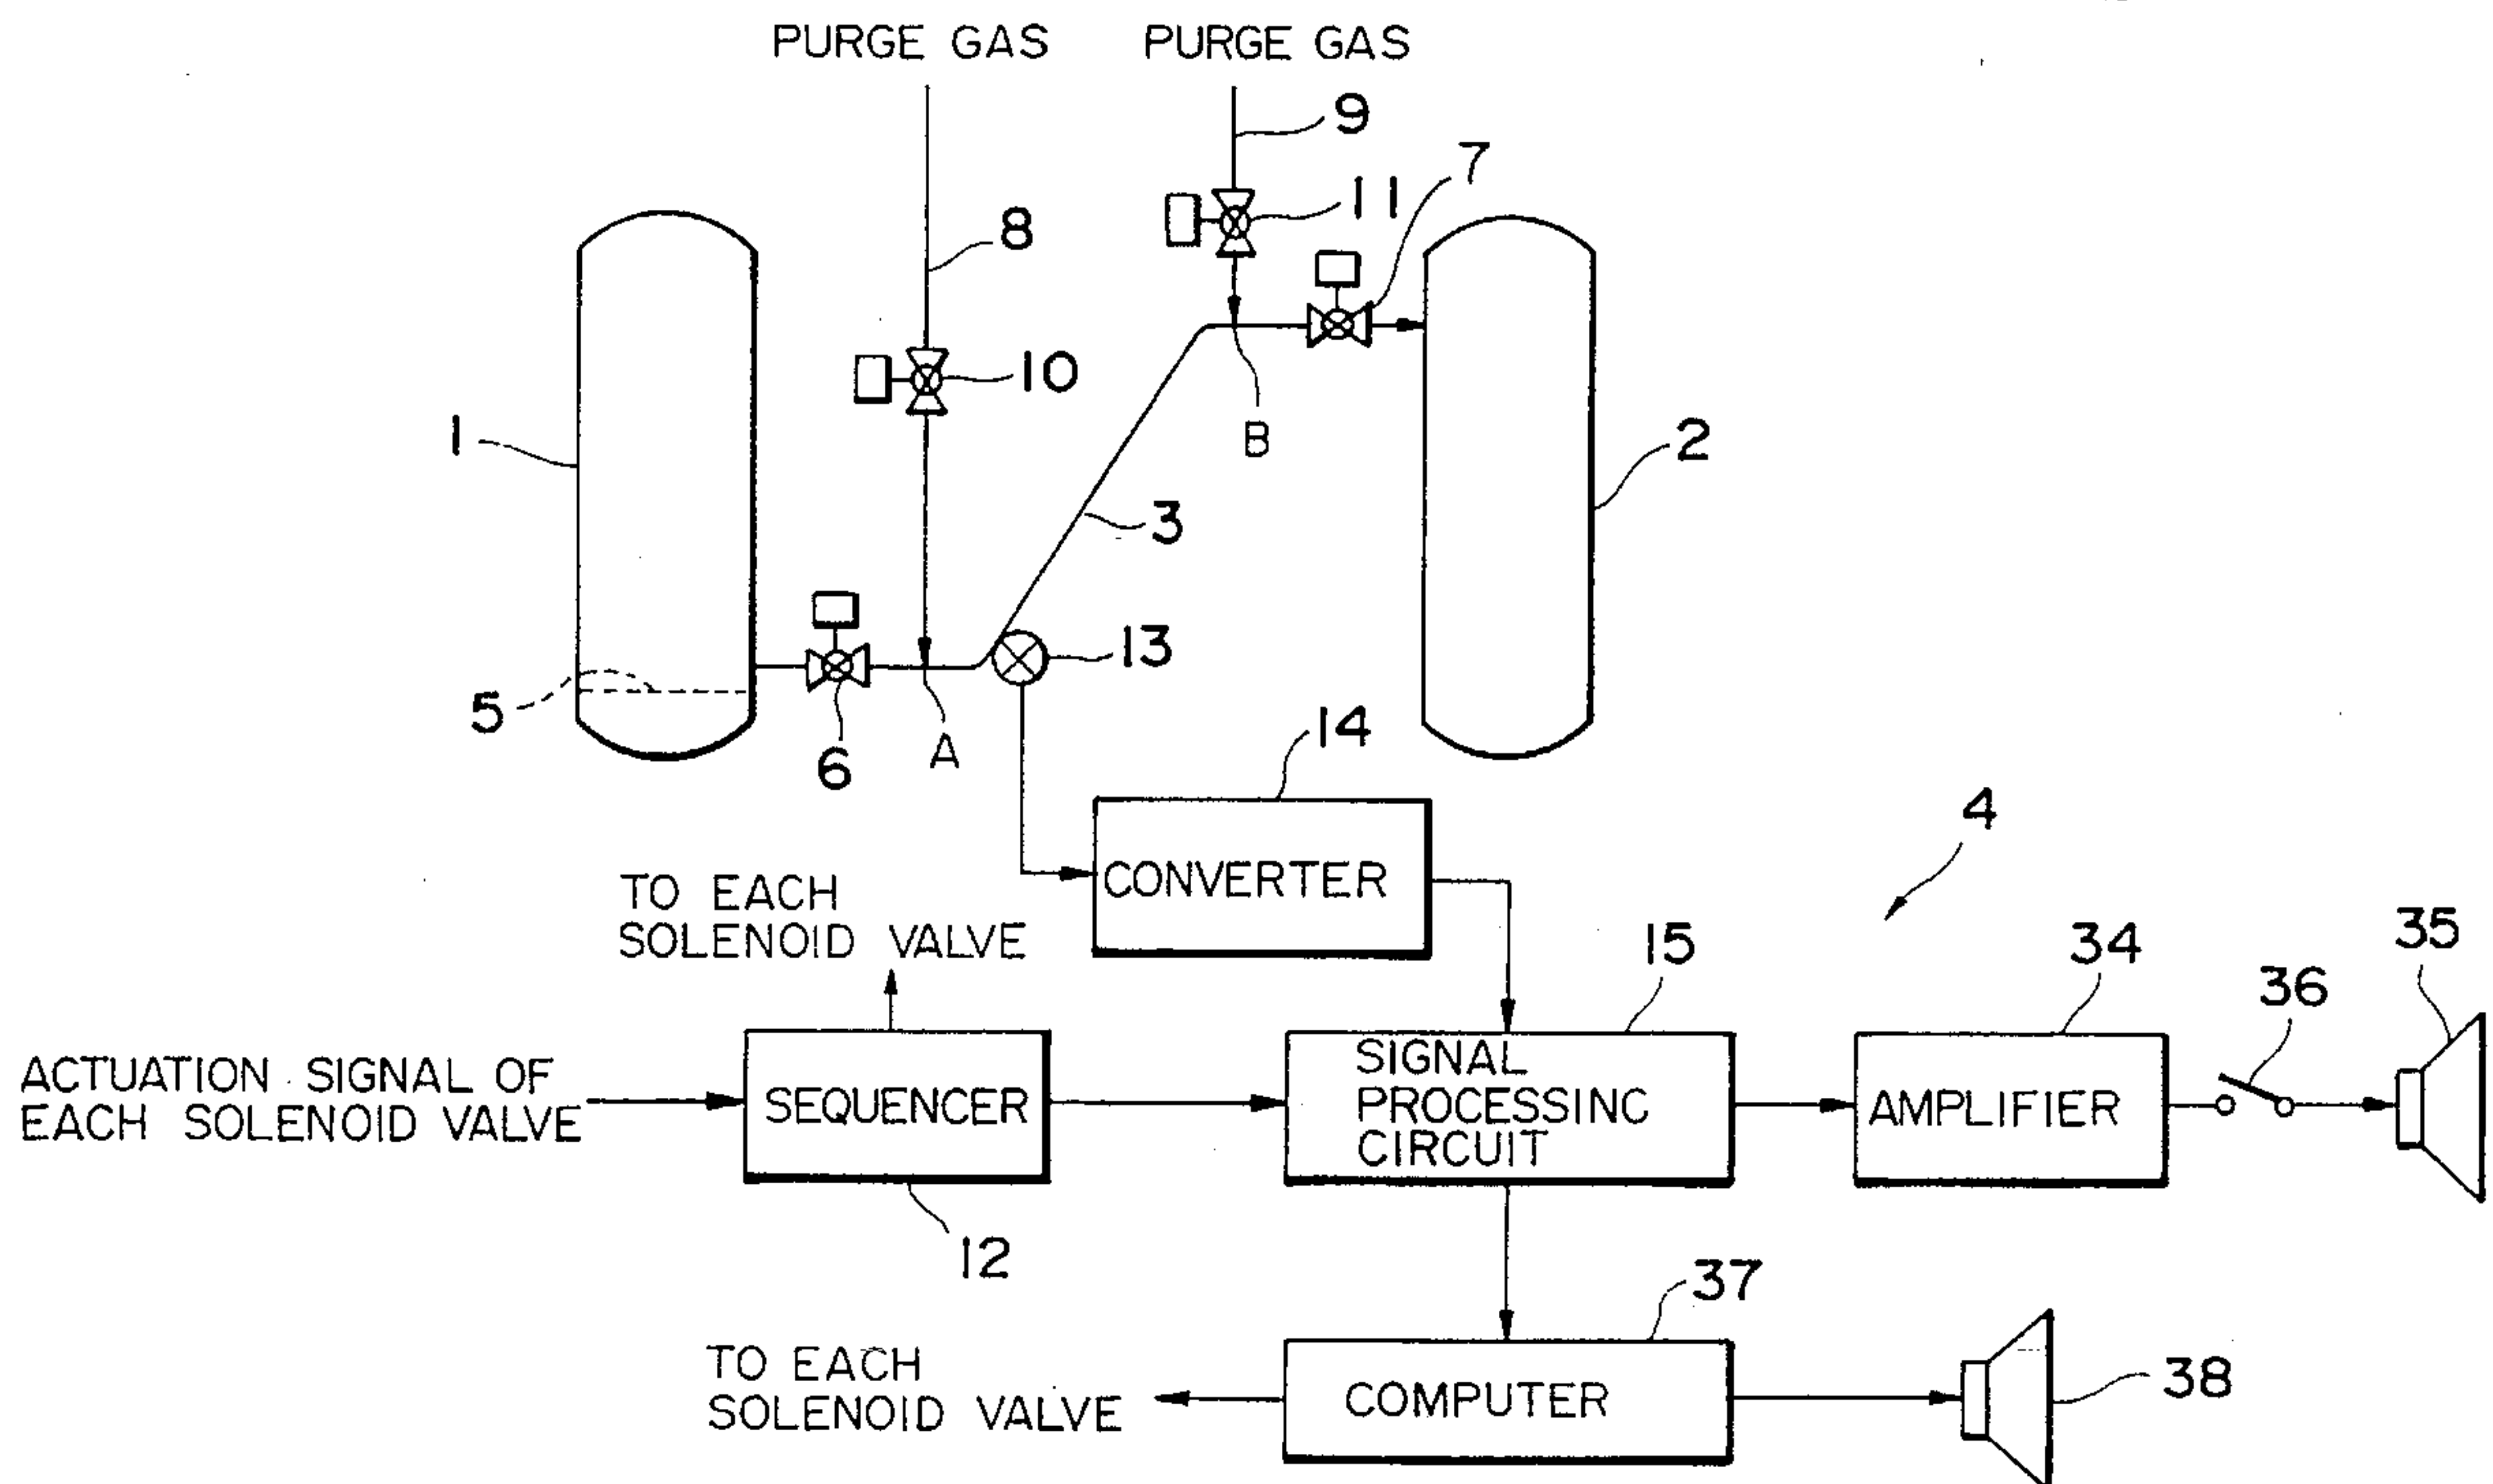 PURGE GAS PURGE GAS
9
7
11
8
10
1
B
2
3
13
5
6
A
14
4
CONVERTER
TO EACH
SOLENOID VALVE
15
34
35
36
ACTUATION SIGNAL OF
EACH SOLENOID VALVE
SEQUENCER
SIGNAL
PROCESSING
CIRCUIT
AMPLIFIER
12
37
TO EACH
SOLENOID VALVE
COMPUTER
38